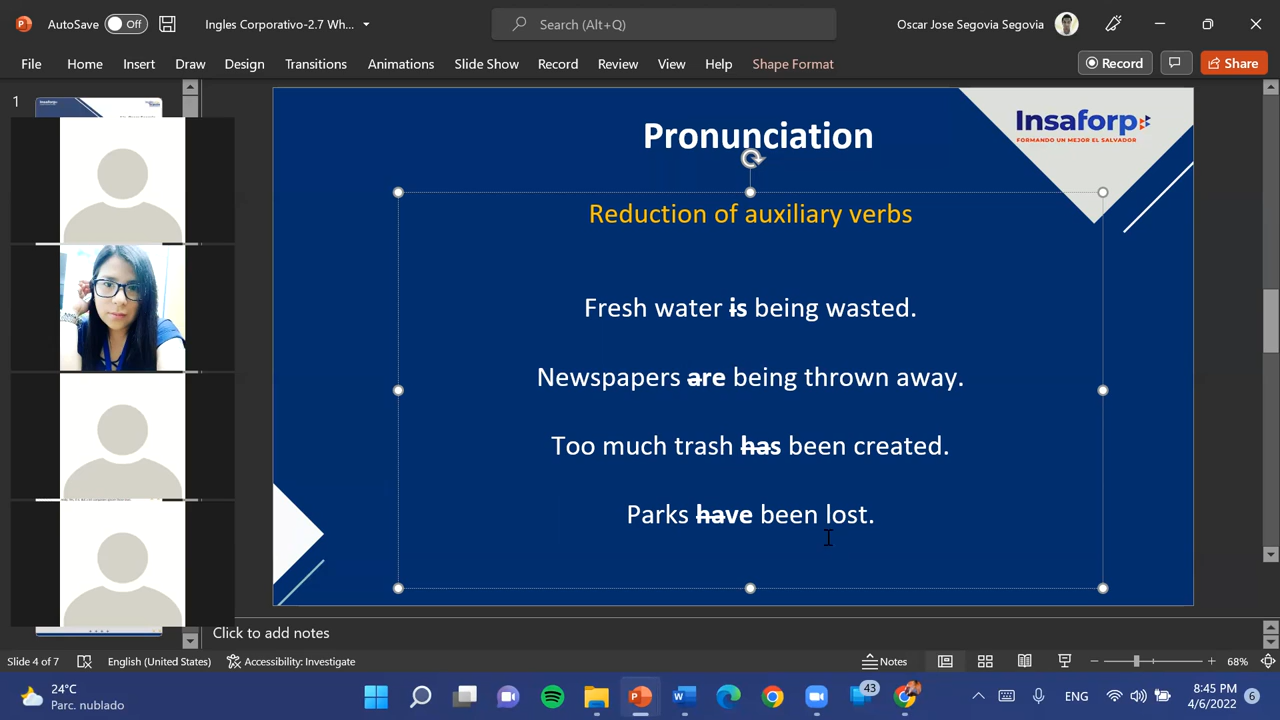 AutoSave Off Ingles Corporativo-2.7 Wh... Search (Alt+Q) Oscar Jose Segovia Segovia
File Home Insert Draw Design Transitions Animations Slide Show Record Review View Help Shape Format Record Share
1
Insaforp
FORMANDO UN MEJOR EL SALVADOR
Pronunciation
Reduction of auxiliary verbs
Fresh water is being wasted.
Newspapers are being thrown away.
Too much trash has been created.
Parks have been lost.
Click to add notes
Slide 4 of 7 English (United States) Accessibility: Investigate Notes 68%
24°C
Parc. nublado
43
ENG
8:45 PM
4/6/2022
6